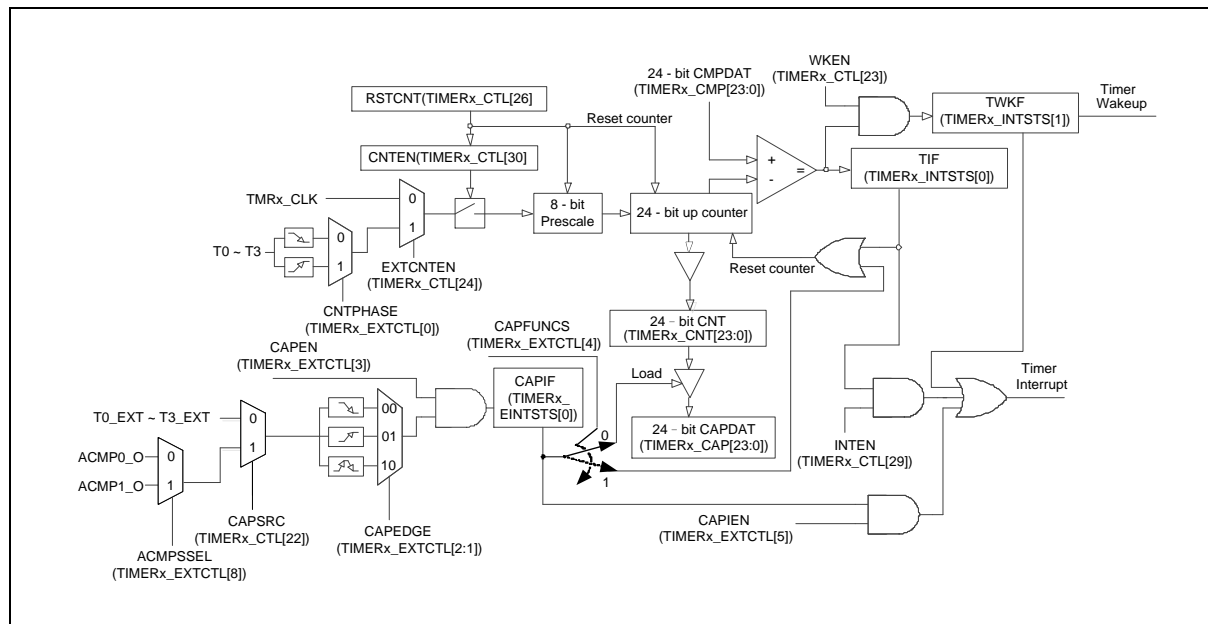 WKEN
(TIMERx_CTL[23])
24 - bit CMPDAT
(TIMERx_CMP[23:0])
RSTCNT(TIMERx_CTL[26]
Reset counter
TWKF
(TIMERx_INTSTS[1])
Timer
Wakeup
CNTEN(TIMERx_CTL[30]
+
-
=
TIF
(TIMERx_INTSTS[0])
TMRx_CLK
0
1
8 - bit
Prescale
24 - bit up counter
T0 ~ T3
0
1
EXTCNTEN
(TIMERx_CTL[24])
Reset counter
CNTPHASE
(TIMERx_EXTCTL[0])
24 - bit CNT
(TIMERx_CNT[23:0])
CAPFUNCS
(TIMERx_EXTCTL[4])
CAPEN
(TIMERx_EXTCTL[3])
CAPIF
(TIMERx_
EINTSTS[0])
Load
Timer
Interrupt
T0_EXT ~ T3_EXT
0
1
00
01
10
0
1
24 - bit CAPDAT
(TIMERx_CAP[23:0])
INTEN
(TIMERx_CTL[29])
ACMP0_O
ACMP1_O
0
1
CAPSRC
(TIMERx_CTL[22])
CAPEDGE
(TIMERx_EXTCTL[2:1])
CAPIEN
(TIMERx_EXTCTL[5])
ACMPSSEL
(TIMERx_EXTCTL[8])